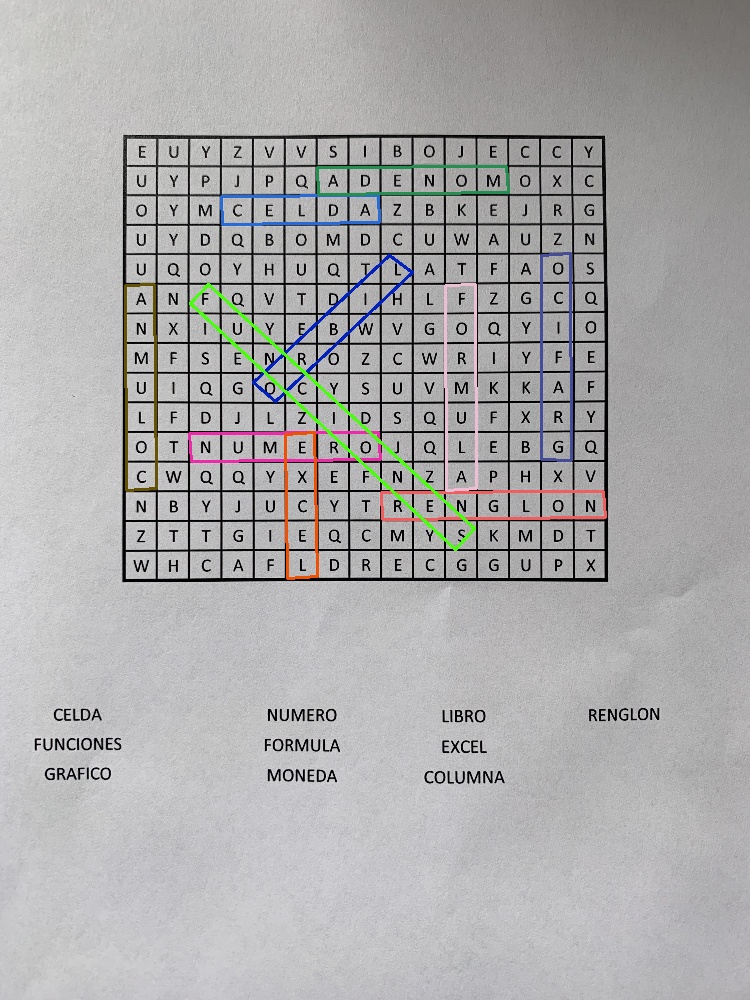 E U Y Z V V S I B O J E C C Y
U Y P J P Q A D E N O M O X C
O Y M C E L D A Z B K E J R G
U Y D Q B O M D C U W A U Z N
U Q O Y H U Q T L A T F A O S
A N F Q V T D I H L F Z G C Q
N X I U Y E B W V G O Q Y I O
M F S E N R O Z C W R I Y F E
U I Q G O C Y S U V M K K A F
L F D J L Z I D S Q U F X R Y
O T N U M E R O J Q L E B G Q
C W Q Q Y X E F N Z A P H X V
N B Y J U C Y T R E N G L O N
Z T T G I E Q C M Y S K M D T
W H C A F L D R E C G G U P X
CELDA NUMERO LIBRO RENGLON
FUNCIONES FORMULA EXCEL
GRAFICO MONEDA COLUMNA